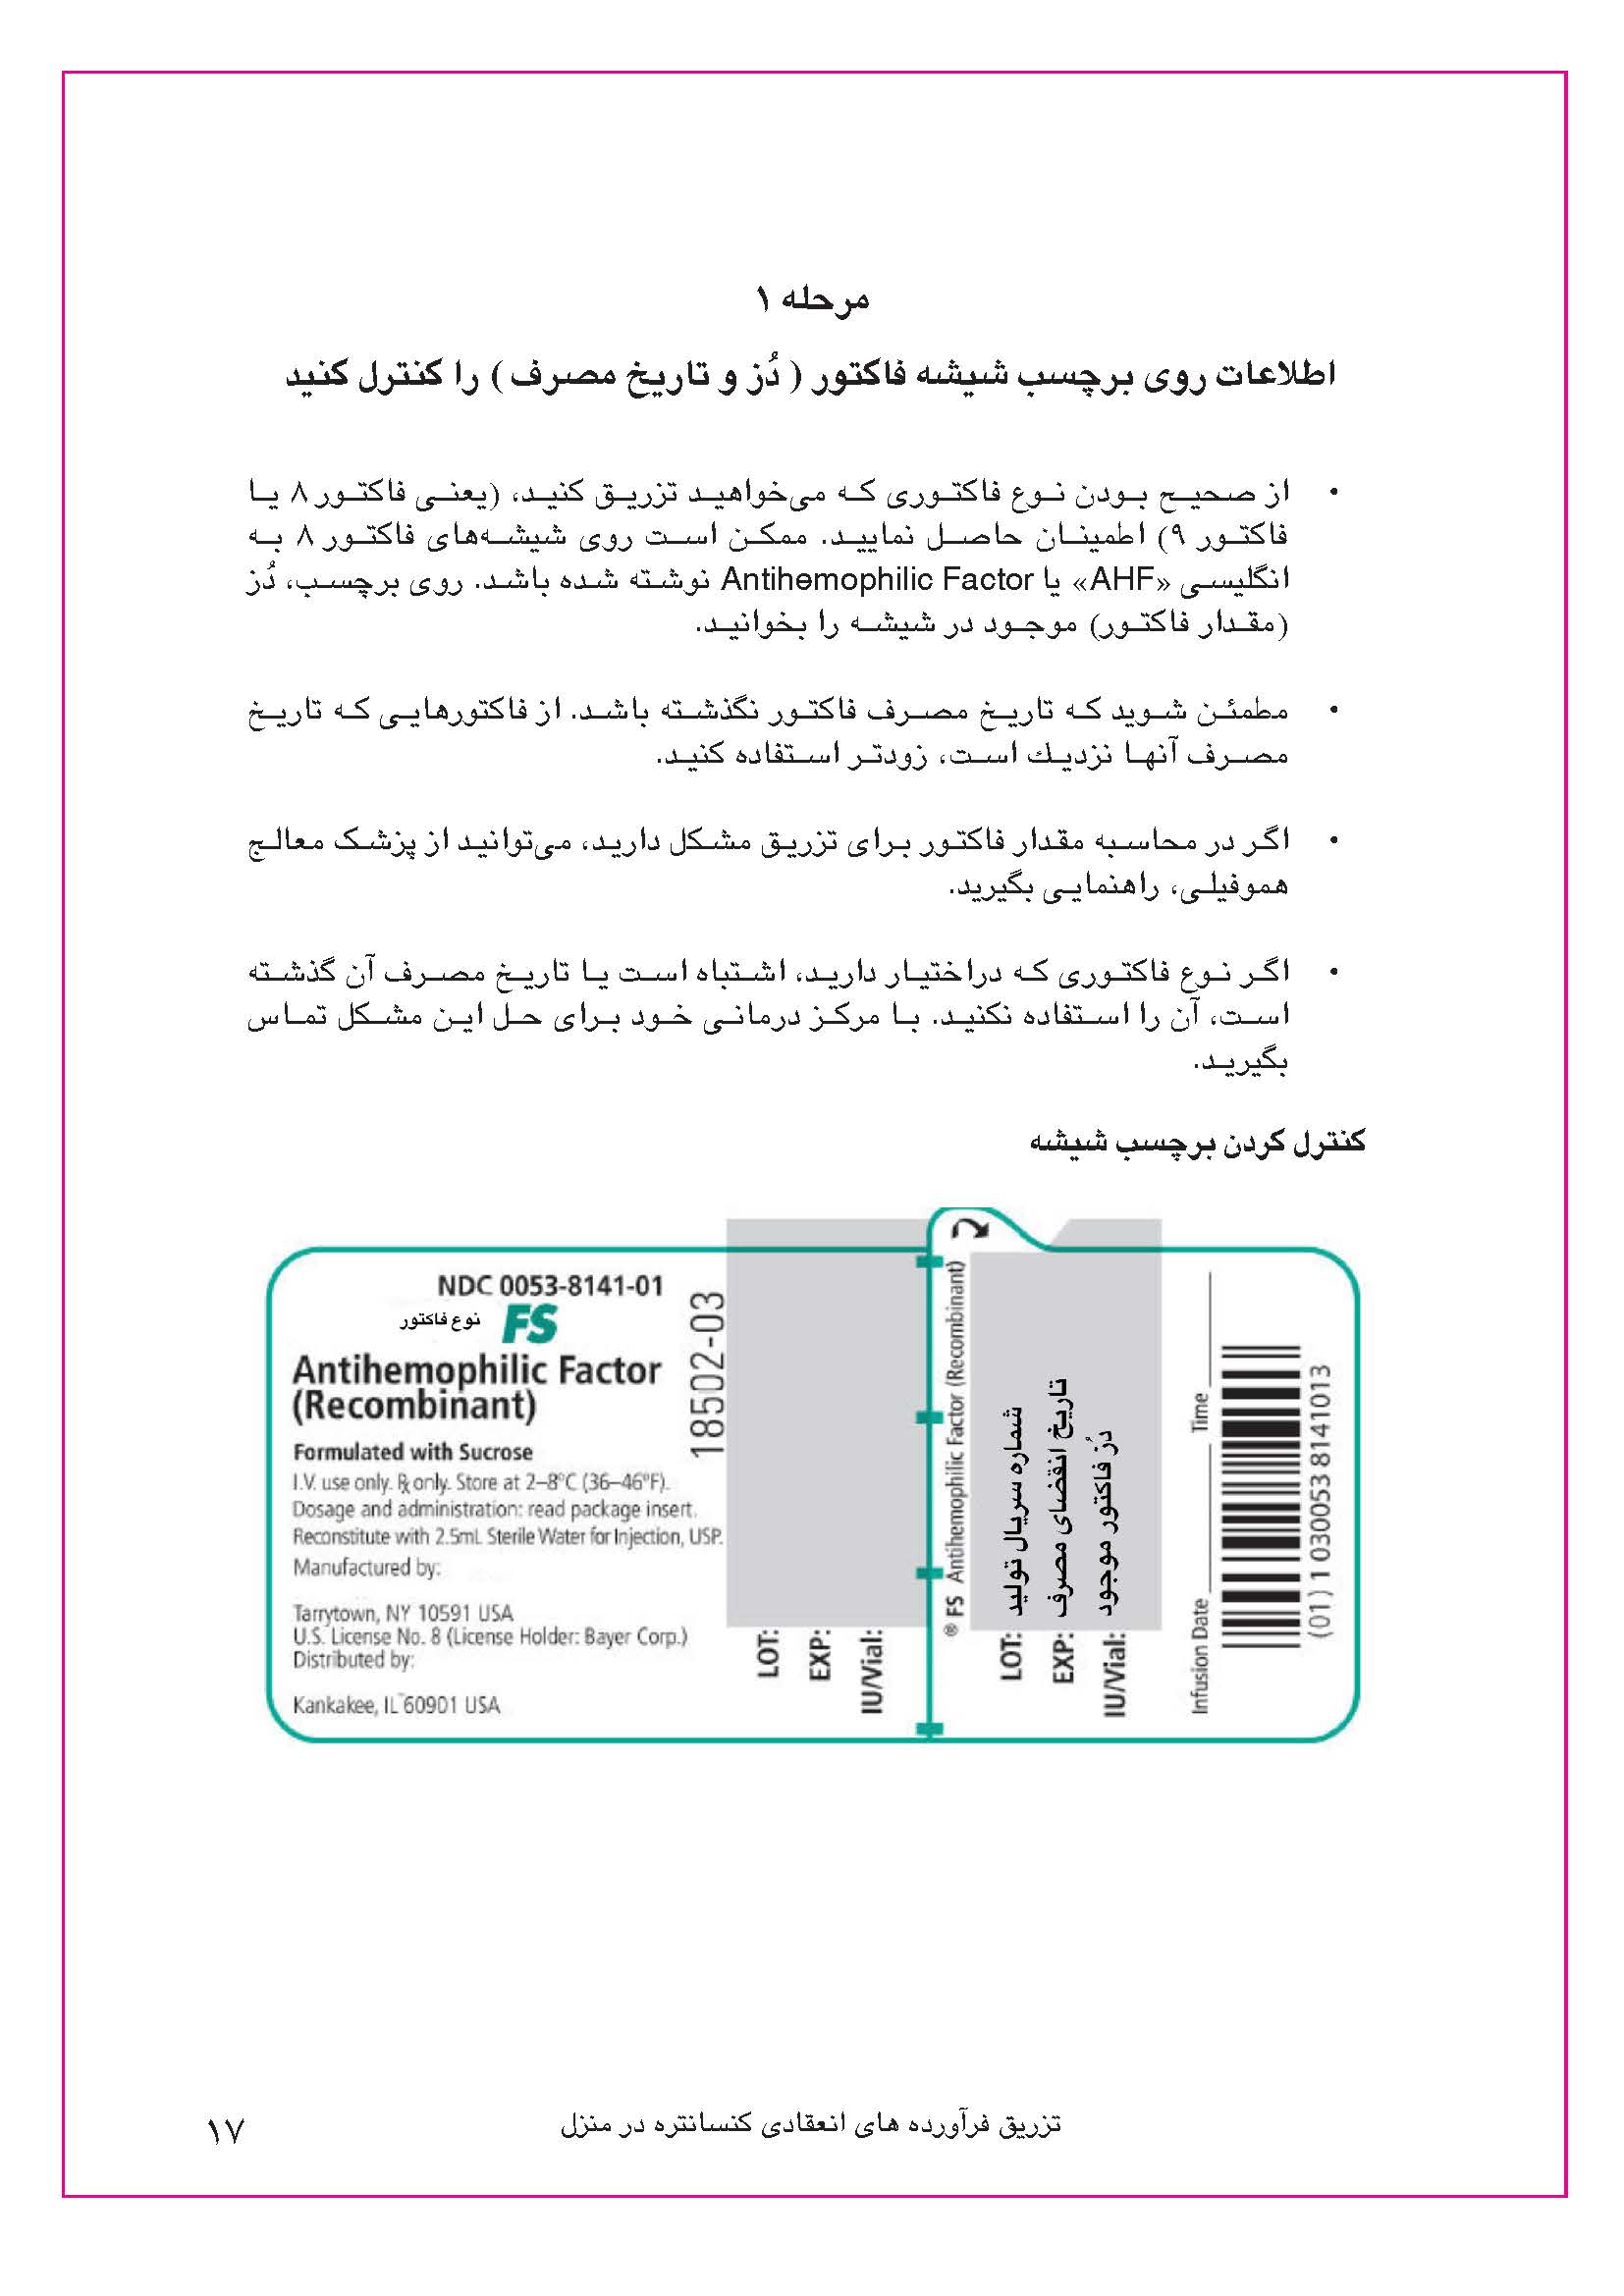 مرحله ۱
اطلاعات روی برچسب شیشه فاکتور ( دُز و تاریخ مصرف ) را کنترل کنید
• از صحیح بودن نوع فاکتوری که می‌خواهید تزریق کنید، (یعنی فاکتور ۸ یا
فاکتور ۹) اطمینان حاصل نمایید. ممکن است روی شیشه‌های فاکتور ۸ به
انگلیسی «AHF» یا Antihemophilic Factor نوشته شده باشد. روی برچسب، دُز
(مقدار فاکتور) موجود در شیشه را بخوانید.
• مطمئن شوید که تاریخ مصرف فاکتور نگذشته باشد. از فاکتورهایی که تاریخ
مصرف آنها نزدیك است، زودتر استفاده کنید.
• اگر در محاسبه مقدار فاکتور برای تزریق مشکل دارید، می‌توانید از پزشک معالج
هموفیلی، راهنمایی بگیرید.
• اگر نوع فاکتوری که دراختیار دارید، اشتباه است یا تاریخ مصرف آن گذشته
است، آن را استفاده نکنید. با مرکز درمانی خود برای حل این مشکل تماس
بگیرید.
کنترل کردن برچسب شیشه
NDC 0053-8141-01
نوع فاکتور FS
Antihemophilic Factor
(Recombinant)
Formulated with Sucrose
I.V. use only. ℞ only. Store at 2–8°C (36–46°F).
Dosage and administration: read package insert.
Reconstitute with 2.5mL Sterile Water for Injection, USP.
Manufactured by:
Tarrytown, NY 10591 USA
U.S. License No. 8 (License Holder: Bayer Corp.)
Distributed by:
Kankakee, IL 60901 USA
18502-03
LOT:
EXP:
IU/Vial:
® FS Antihemophilic Factor (Recombinant)
LOT: شماره سریال تولید
EXP: تاریخ انقضای مصرف
IU/Vial: دُز فاکتور موجود
Infusion Date Time
(01) 1 030053 8141013
تزریق فرآورده های انعقادی کنسانتره در منزل
۱۷